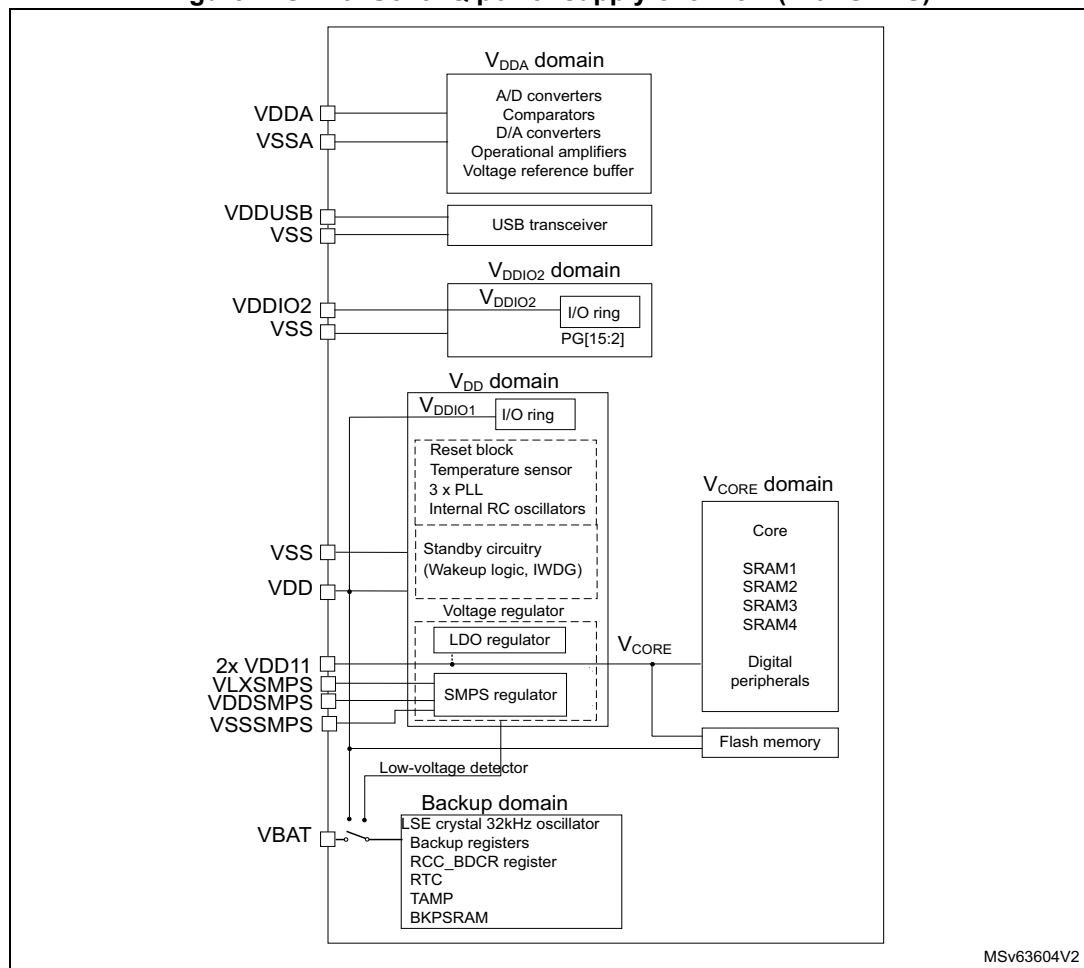 VDDA domain
A/D converters
Comparators
D/A converters
Operational amplifiers
Voltage reference buffer
VDDA
VSSA
VDDUSB
VSS
USB transceiver
VDDIO2 domain
VDDIO2
VSS
VDDIO2
I/O ring
PG[15:2]
VDD domain
VDDIO1
I/O ring
Reset block
Temperature sensor
3 x PLL
Internal RC oscillators
Standby circuitry
(Wakeup logic, IWDG)
VSS
VDD
Voltage regulator
LDO regulator
SMPS regulator
2x VDD11
VLXSMPS
VDDSMPS
VSSSMPS
VCORE
VCORE domain
Core
SRAM1
SRAM2
SRAM3
SRAM4
Digital
peripherals
Flash memory
Low-voltage detector
VBAT
Backup domain
LSE crystal 32kHz oscillator
Backup registers
RCC_BDCR register
RTC
TAMP
BKPSRAM
MSv63604V2